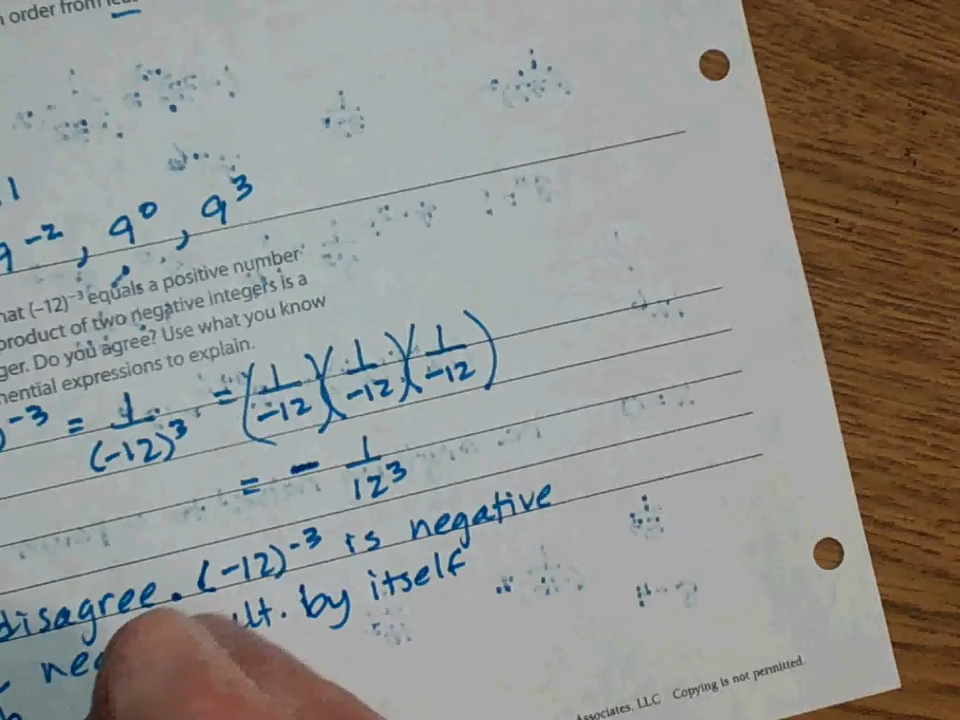 order from
.1
9⁻², 9⁰, 9³
hat (-12)⁻³ equals a positive number
product of two negative integers is a
ger. Do you agree? Use what you know
nential expressions to explain.
)⁻³ = 1/(-12)³ = (1/-12)(1/-12)(1/-12)
= - 1/12³
disagree. (-12)⁻³ is negative
neg ult. by itself
Associates, LLC Copying is not permitted.